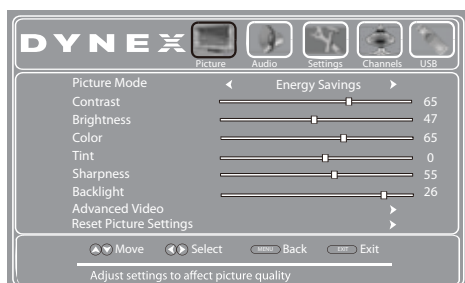 DYNEX
Picture Audio Settings Channels USB
Picture Mode Energy Savings
Contrast 65
Brightness 47
Color 65
Tint 0
Sharpness 55
Backlight 26
Advanced Video
Reset Picture Settings
Move Select MENU Back EXIT Exit
Adjust settings to affect picture quality